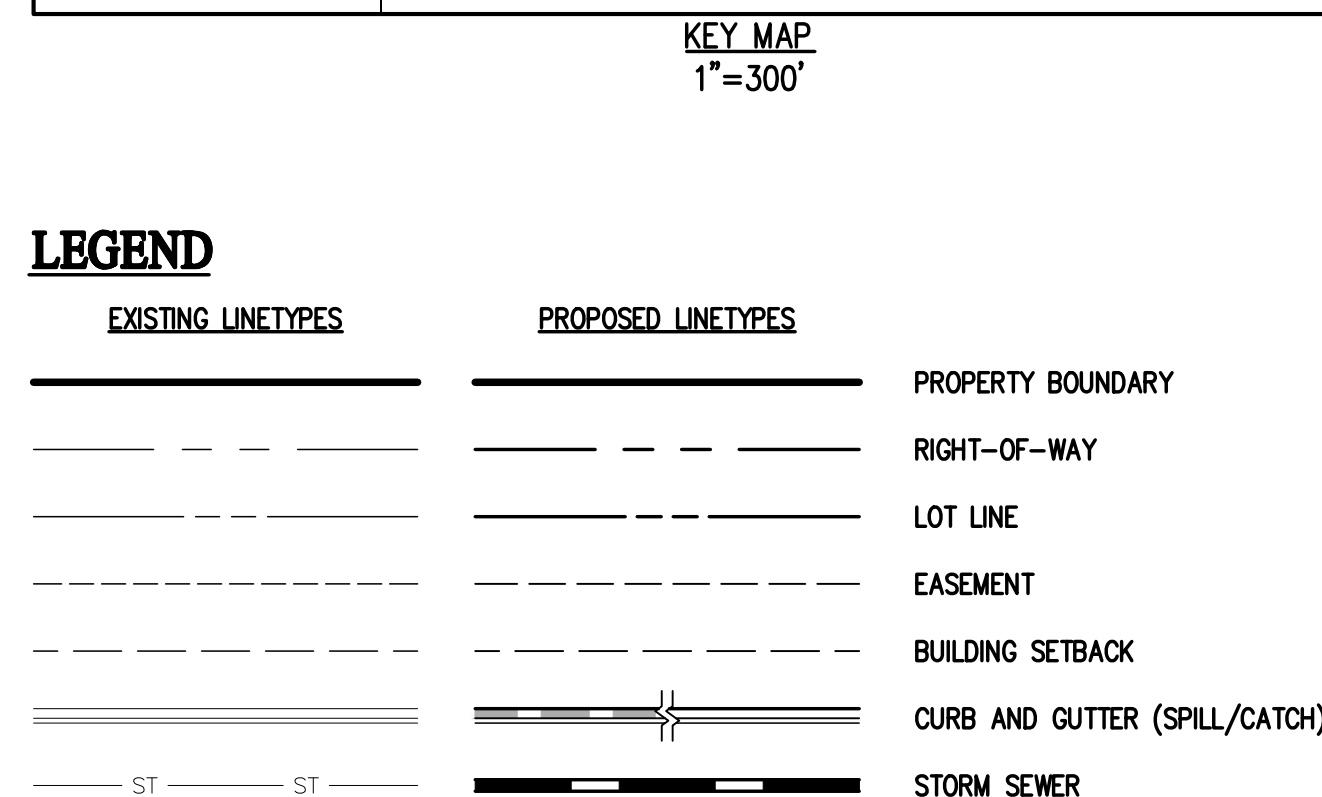 KEY MAP
1"=300'
LEGEND
EXISTING LINETYPES PROPOSED LINETYPES
PROPERTY BOUNDARY
RIGHT-OF-WAY
LOT LINE
EASEMENT
BUILDING SETBACK
CURB AND GUTTER (SPILL/CATCH)
ST ST STORM SEWER